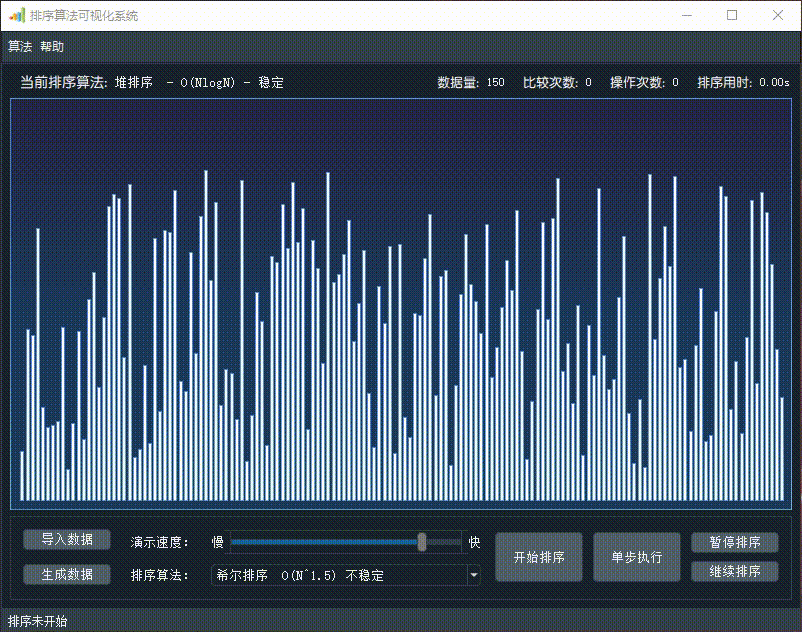 排序算法可视化系统
算法 帮助
当前排序算法: 堆排序 - O(NlogN) - 稳定 数据量: 150 比较次数: 0 操作次数: 0 排序用时: 0.00s
导入数据 演示速度: 慢 快 开始排序 单步执行 暂停排序
生成数据 排序算法: 希尔排序 O(N^1.5) 不稳定 继续排序
排序未开始